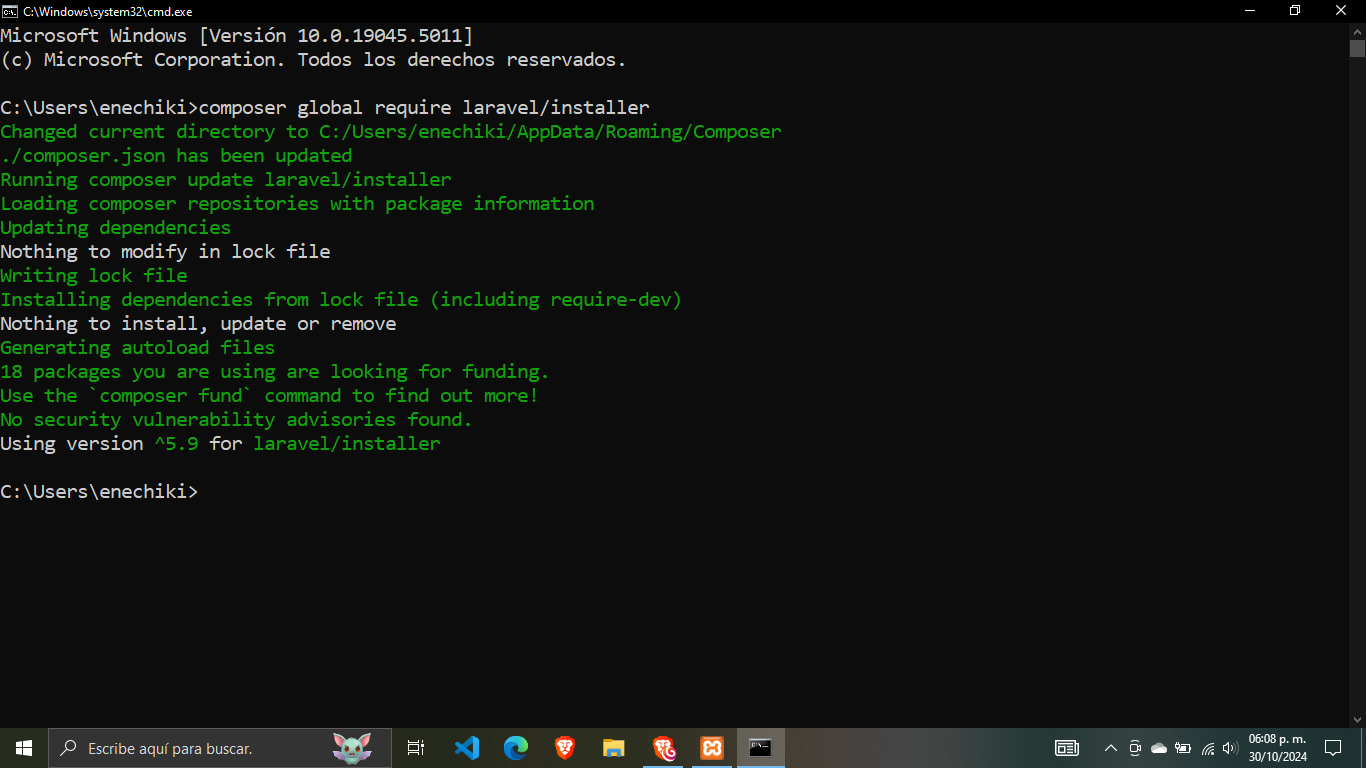 C:\Windows\system32\cmd.exe
Microsoft Windows [Versión 10.0.19045.5011]
(c) Microsoft Corporation. Todos los derechos reservados.
C:\Users\enechiki>composer global require laravel/installer
Changed current directory to C:/Users/enechiki/AppData/Roaming/Composer
./composer.json has been updated
Running composer update laravel/installer
Loading composer repositories with package information
Updating dependencies
Nothing to modify in lock file
Writing lock file
Installing dependencies from lock file (including require-dev)
Nothing to install, update or remove
Generating autoload files
18 packages you are using are looking for funding.
Use the `composer fund` command to find out more!
No security vulnerability advisories found.
Using version ^5.9 for laravel/installer
C:\Users\enechiki>
Escribe aquí para buscar.
06:08 p. m.
30/10/2024